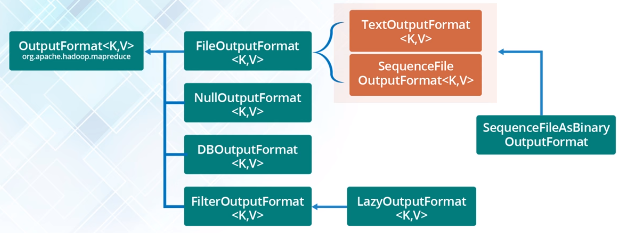 OutputFormat<K,V>
org.apache.hadoop.mapreduce
FileOutputFormat
<K,V>
TextOutputFormat
<K,V>
SequenceFile
OutputFormat<K,V>
NullOutputFormat
<K,V>
SequenceFileAsBinary
OutputFormat
DBOutputFormat
<K,V>
FilterOutputFormat
<K,V>
LazyOutputFormat
<K,V>